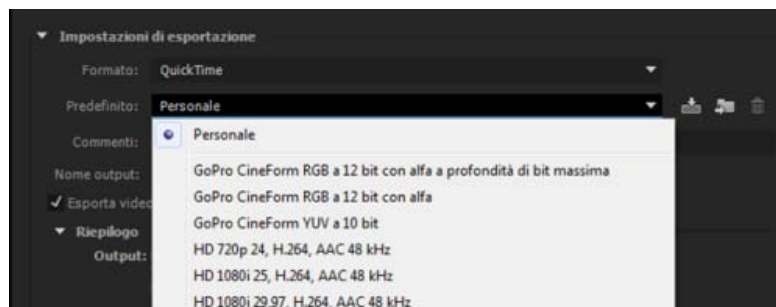 Impostazioni di esportazione
Formato: QuickTime
Predefinito: Personale
Commenti:
Personale
Nome output:
GoPro CineForm RGB a 12 bit con alfa a profondità di bit massima
Esporta video
GoPro CineForm RGB a 12 bit con alfa
Riepilogo
GoPro CineForm YUV a 10 bit
Output:
HD 720p 24, H.264, AAC 48 kHz
HD 1080i 25, H.264, AAC 48 kHz
HD 1080i 29.97, H.264, AAC 48 kHz